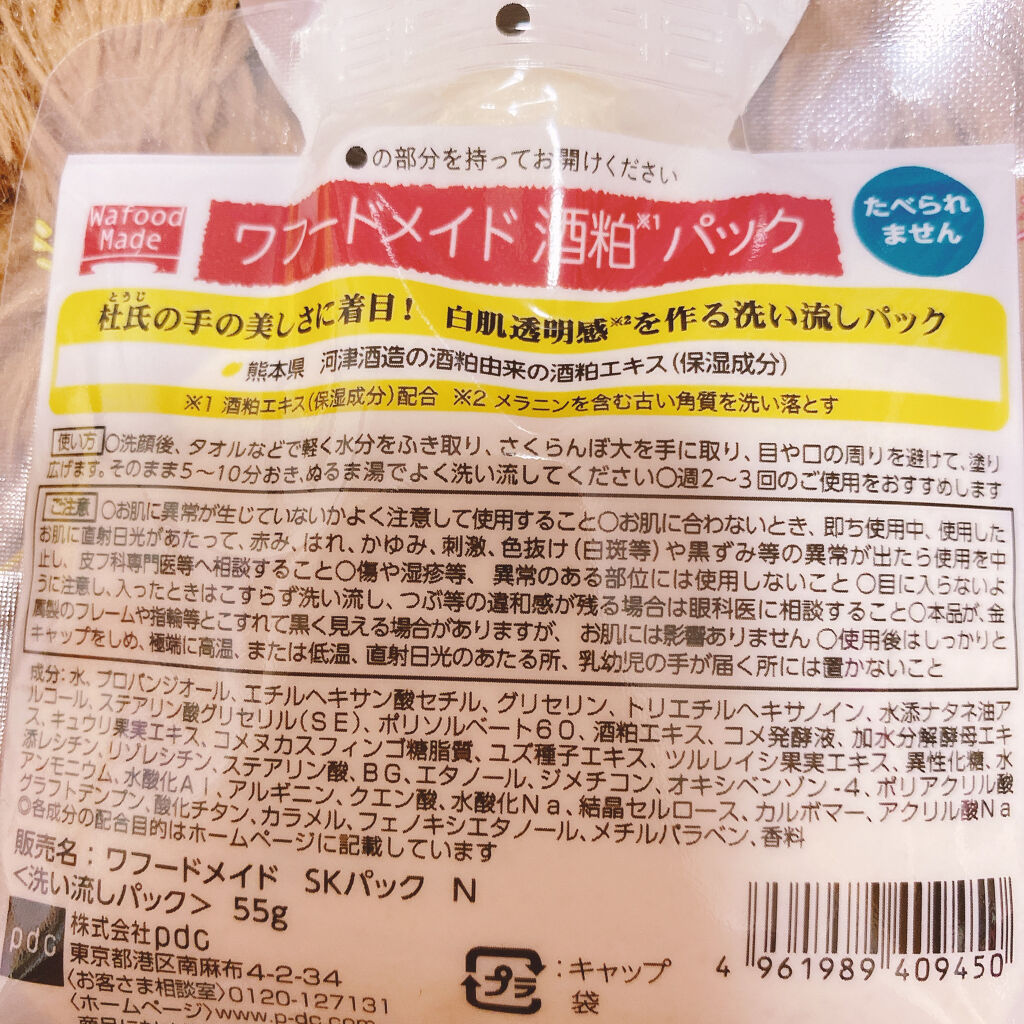 ●の部分を持ってお開けください
Wafood
Made
ワフードメイド 酒粕※1パック
たべられ
ません
とうじ
杜氏の手の美しさに着目! 白肌透明感※2を作る洗い流しパック
熊本県 河津酒造の酒粕由来の酒粕エキス(保湿成分)
※1 酒粕エキス(保湿成分)配合 ※2 メラニンを含む古い角質を洗い落とす
使い方 ○洗顔後、タオルなどで軽く水分をふき取り、さくらんぼ大を手に取り、目や口の周りを避けて、塗り
広げます。そのまま5〜10分おき、ぬるま湯でよく洗い流してください○週2〜3回のご使用をおすすめします
ご注意 ○お肌に異常が生じていないかよく注意して使用すること○お肌に合わないとき、即ち使用中、使用した
お肌に直射日光があたって、赤み、はれ、かゆみ、刺激、色抜け(白斑等)や黒ずみ等の異常が出たら使用を中
止し、皮フ科専門医等へ相談すること○傷や湿疹等、異常のある部位には使用しないこと ○目に入らないよ
うに注意し、入ったときはこすらず洗い流し、つぶ等の違和感が残る場合は眼科医に相談すること○本品が、金
属製のフレームや指輪等とこすれて黒く見える場合がありますが、お肌には影響ありません ○使用後はしっかりと
キャップをしめ、極端に高温、または低温、直射日光のあたる所、乳幼児の手が届く所には置かないこと
成分:水、プロパンジオール、エチルヘキサン酸セチル、グリセリン、トリエチルヘキサノイン、水添ナタネ油ア
ルコール、ステアリン酸グリセリル(SE)、ポリソルベート60、酒粕エキス、コメ発酵液、加水分解酵母エキ
ス、キュウリ果実エキス、コメヌカスフィンゴ糖脂質、ユズ種子エキス、ツルレイシ果実エキス、異性化糖、水
添レシチン、リゾレシチン、ステアリン酸、BG、エタノール、ジメチコン、オキシベンゾン-4、ポリアクリル酸
アンモニウム、水酸化Al、アルギニン、クエン酸、水酸化Na、結晶セルロース、カルボマー、アクリル酸Na
グラフトデンプン、酸化チタン、カラメル、フェノキシエタノール、メチルパラベン、香料
◎各成分の配合目的はホームページに記載しています
販売名:ワフードメイド SKパック N
<洗い流しパック> 55g
pdc
株式会社pdc
東京都港区南麻布4-2-34
〈お客さま相談室〉0120-127131
〈ホームページ〉www.p-dc.com
プラ
:キャップ
袋
4 961989 409450